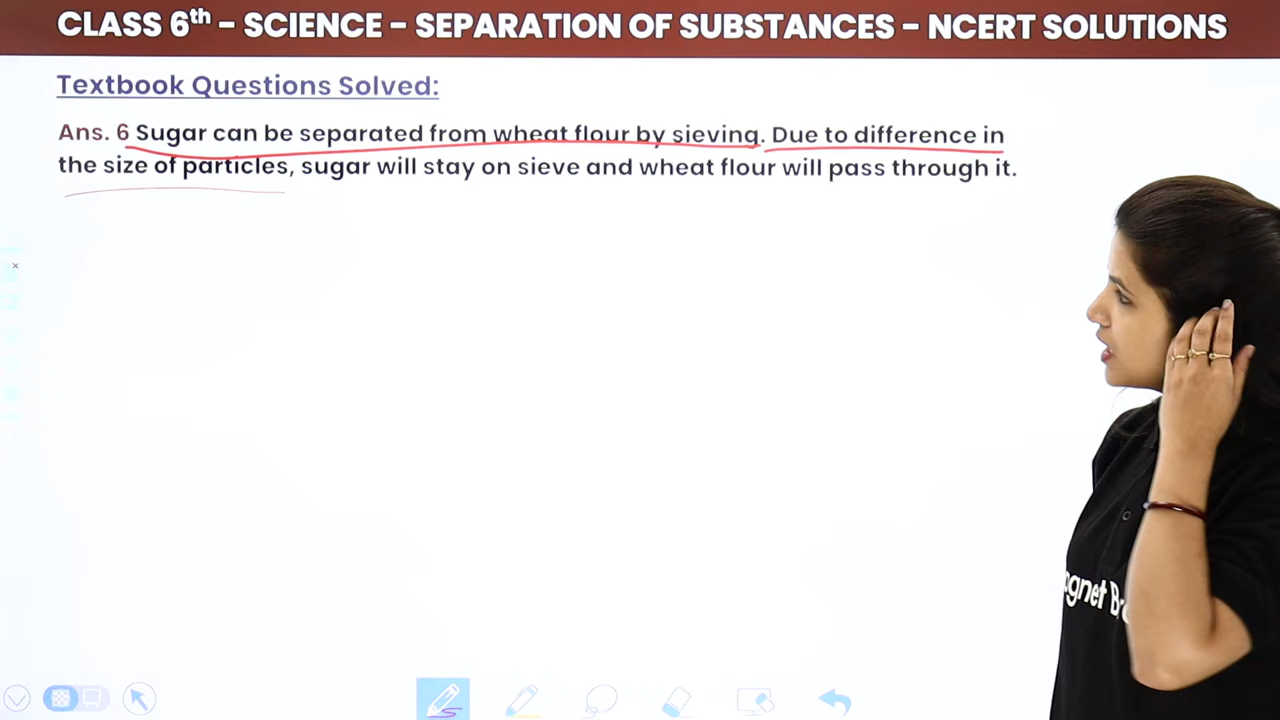 CLASS 6th – SCIENCE – SEPARATION OF SUBSTANCES – NCERT SOLUTIONS
Textbook Questions Solved:
Ans. 6 Sugar can be separated from wheat flour by sieving. Due to difference in
the size of particles, sugar will stay on sieve and wheat flour will pass through it.